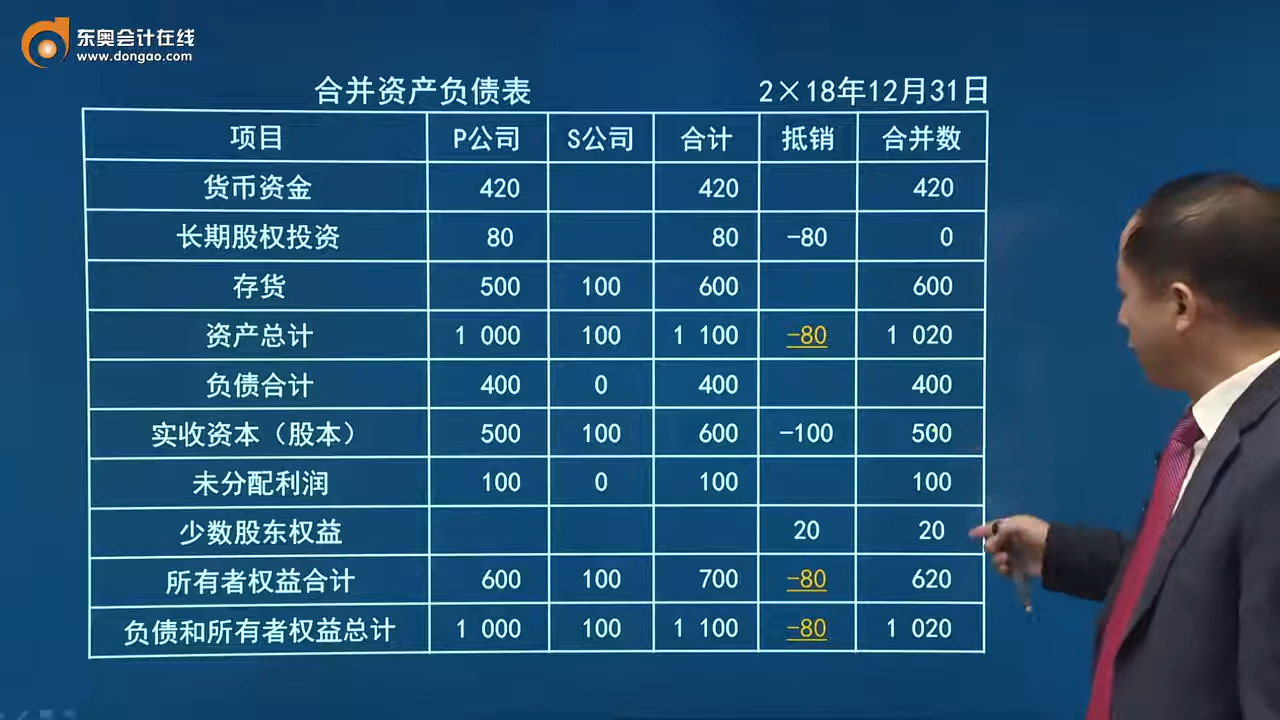 东奥会计在线
www.dongao.com
合并资产负债表 2×18年12月31日
项目 P公司 S公司 合计 抵销 合并数
货币资金 420 420 420
长期股权投资 80 80 -80 0
存货 500 100 600 600
资产总计 1 000 100 1 100 -80 1 020
负债合计 400 0 400 400
实收资本（股本） 500 100 600 -100 500
未分配利润 100 0 100 100
少数股东权益 20 20
所有者权益合计 600 100 700 -80 620
负债和所有者权益总计 1 000 100 1 100 -80 1 020